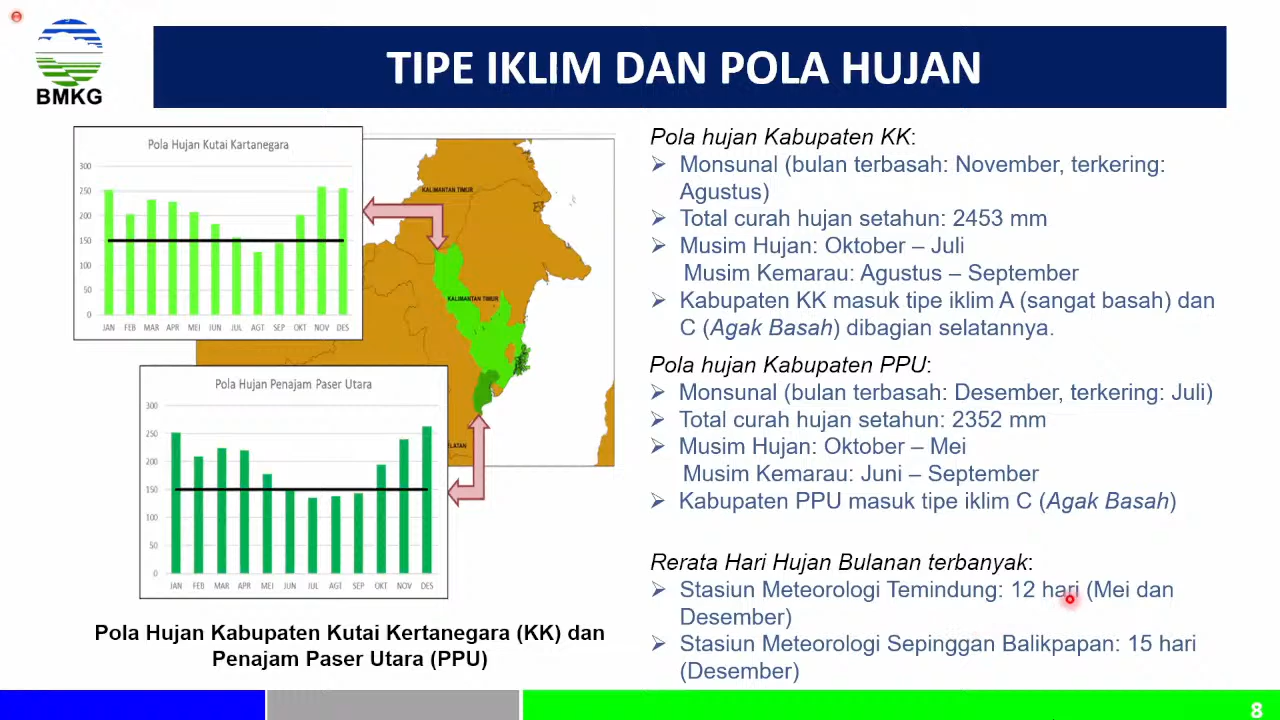 BMKG
TIPE IKLIM DAN POLA HUJAN
Pola Hujan Kutai Kartanegara
300
250
200
150
100
50
0
JAN FEB MAR APR MEI JUN JUL AGT SEP OKT NOV DES
KALIMANTAN TIMUR
KALIMANTAN TIMUR
ELATAN
Pola Hujan Penajam Paser Utara
300
250
200
150
100
50
0
JAN FEB MAR APR MEI JUN JUL AGT SEP OKT NOV DES
Pola Hujan Kabupaten Kutai Kertanegara (KK) dan
Penajam Paser Utara (PPU)
Pola hujan Kabupaten KK:
➢ Monsunal (bulan terbasah: November, terkering:
Agustus)
➢ Total curah hujan setahun: 2453 mm
➢ Musim Hujan: Oktober – Juli
Musim Kemarau: Agustus – September
➢ Kabupaten KK masuk tipe iklim A (sangat basah) dan
C (Agak Basah) dibagian selatannya.
Pola hujan Kabupaten PPU:
➢ Monsunal (bulan terbasah: Desember, terkering: Juli)
➢ Total curah hujan setahun: 2352 mm
➢ Musim Hujan: Oktober – Mei
Musim Kemarau: Juni – September
➢ Kabupaten PPU masuk tipe iklim C (Agak Basah)
Rerata Hari Hujan Bulanan terbanyak:
➢ Stasiun Meteorologi Temindung: 12 hari (Mei dan
Desember)
➢ Stasiun Meteorologi Sepinggan Balikpapan: 15 hari
(Desember)
8